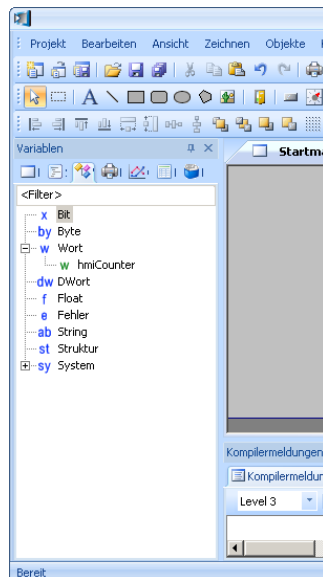 Projekt Bearbeiten Ansicht Zeichnen Objekte
A
Variablen
Startma
<Filter>
x Bit
by Byte
w Wort
w hmiCounter
dw DWort
f Float
e Fehler
ab String
st Struktur
sy System
Kompilermeldungen
Kompilermeldun
Level 3
Bereit